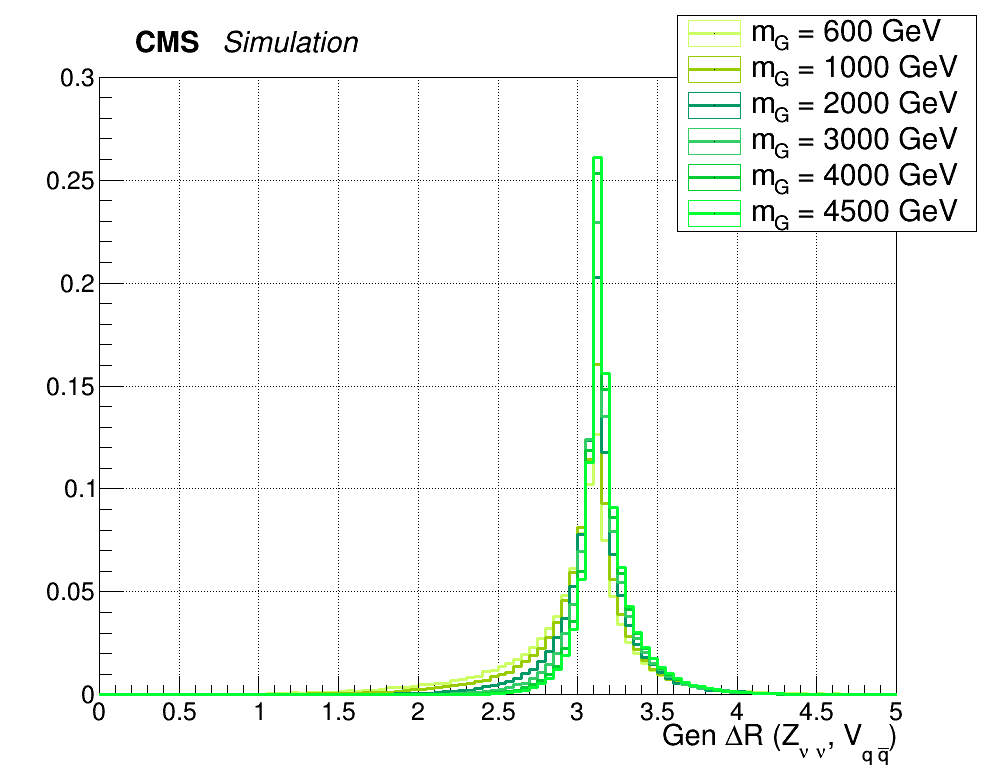 CMS Simulation
m_G = 600 GeV
m_G = 1000 GeV
m_G = 2000 GeV
m_G = 3000 GeV
m_G = 4000 GeV
m_G = 4500 GeV
0.3
0.25
0.2
0.15
0.1
0.05
0
0 0.5 1 1.5 2 2.5 3 3.5 4 4.5 5
Gen ΔR (Z_{ν ν}, V_{q q̅})